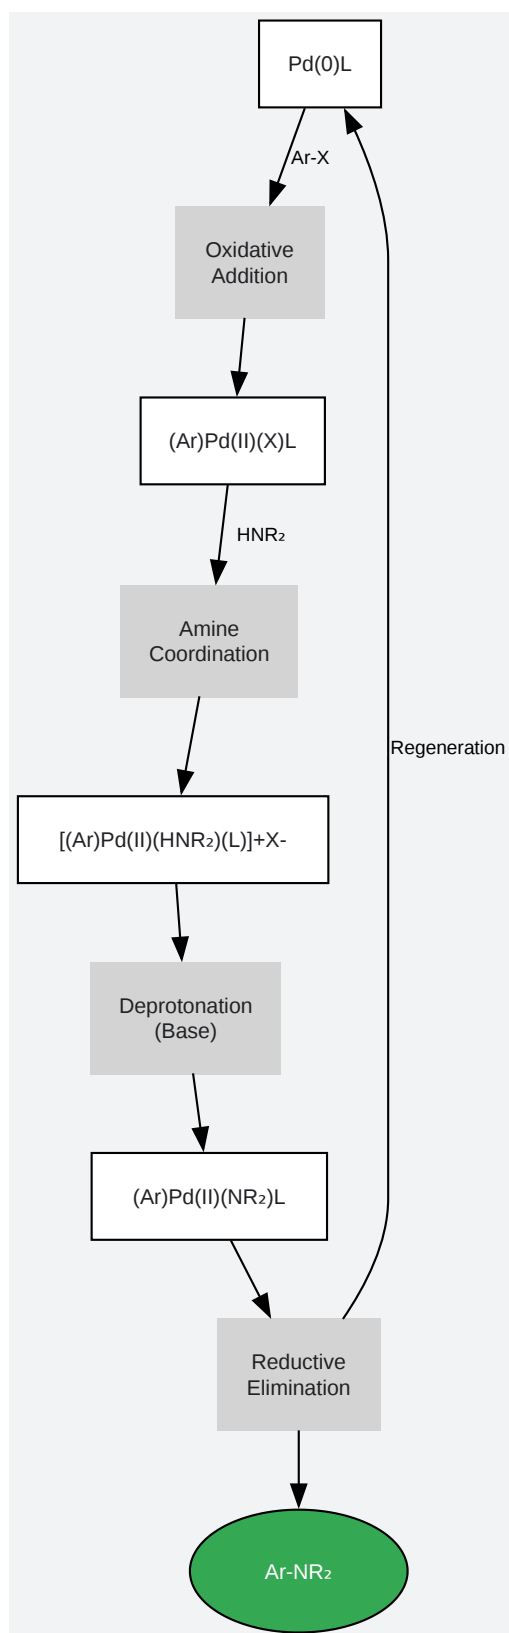 Pd(0)L
Ar-X
Oxidative
Addition
(Ar)Pd(II)(X)L
HNR₂
Amine
Coordination
Regeneration
[(Ar)Pd(II)(HNR₂)(L)]+X-
Deprotonation
(Base)
(Ar)Pd(II)(NR₂)L
Reductive
Elimination
Ar-NR₂